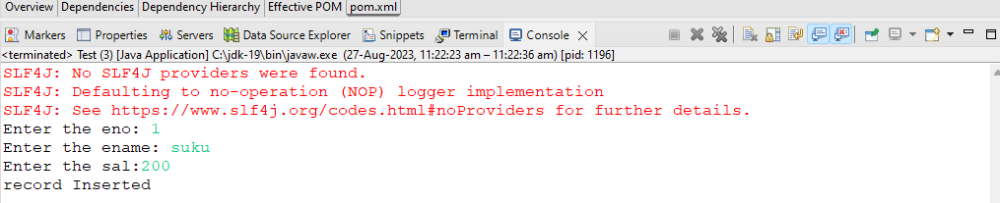 Overview Dependencies Dependency Hierarchy Effective POM pom.xml
Markers Properties Servers Data Source Explorer Snippets Terminal Console
<terminated> Test (3) [Java Application] C:\jdk-19\bin\javaw.exe (27-Aug-2023, 11:22:23 am – 11:22:36 am) [pid: 1196]
SLF4J: No SLF4J providers were found.
SLF4J: Defaulting to no-operation (NOP) logger implementation
SLF4J: See https://www.slf4j.org/codes.html#noProviders for further details.
Enter the eno: 1
Enter the ename: suku
Enter the sal:200
record Inserted